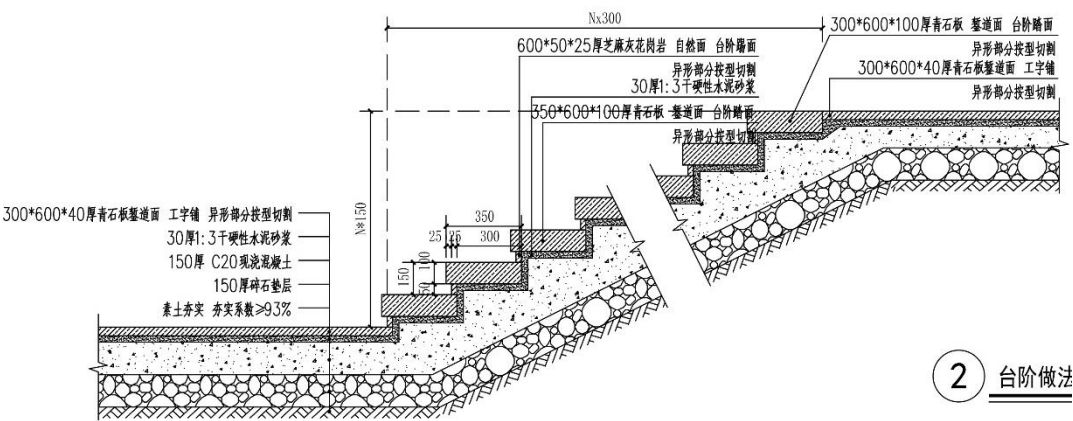 Nx300
300*600*100厚青石板 錾道面 台阶踏面
异形部分按型切割
600*50*25厚芝麻灰花岗岩 自然面 台阶踢面
异形部分按型切割
300*600*40厚青石板錾道面 工字铺
异形部分按型切割
30厚1:3干硬性水泥砂浆
350*600*100厚青石板 錾道面 台阶踏面
异形部分按型切割
N*150
300*600*40厚青石板錾道面 工字铺 异形部分按型切割
30厚1:3干硬性水泥砂浆
150厚 C20现浇混凝土
150厚碎石垫层
素土夯实 夯实系数≥93%
350
25 25 300
150
100
50
2 台阶做法